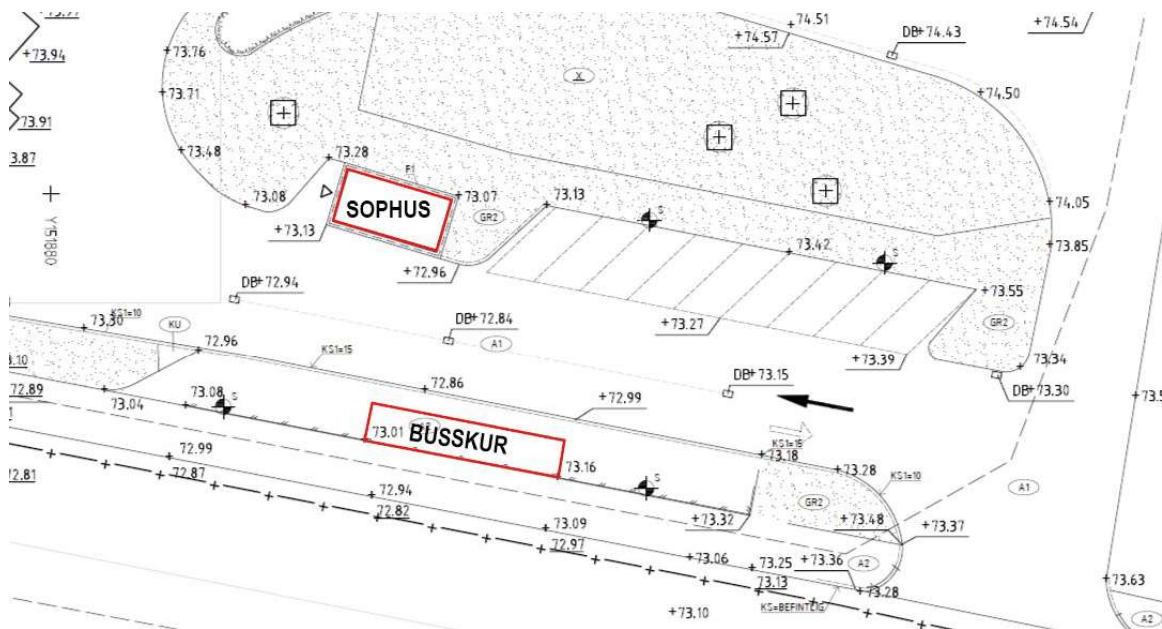 +73.94
+73.91
3.87
+73.76
+73.71
+73.48
+73.08
+73.28
F1
SOPHUS
+73.07
+73.13
+72.96
GR2
+73.13
X
+74.57
+74.51
DB+74.43
+74.54
+74.50
+74.05
+73.85
S
+73.42
S
+73.55
GR2
+73.27
+73.39
+73.34
DB+73.30
Y 151880
DB+72.94
DB+72.84
A1
DB+73.15
+73.30
KS1=10
KU
+72.96
KS1=15
+72.86
+72.99
3.10
72.89
+73.04
+73.08
S
73.01
BUSSKUR
+73.16
S
KS1=15
+73.18
+73.28
KS1=10
GR2
+73.32
+73.48
+73.37
A1
+72.99
+72.87
72.81
+72.94
+72.82
+73.09
+72.97
+73.06
+73.25
+73.13
+73.36
A2
+73.28
KS=BEFINTLIG
+73.10
+73.63
A2